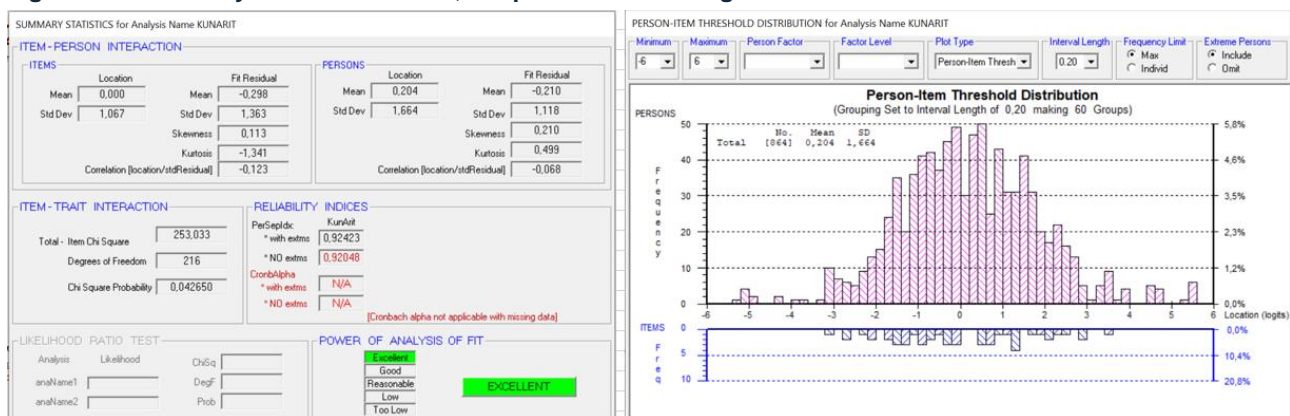 SUMMARY STATISTICS for Analysis Name KUNARIT
ITEM-PERSON INTERACTION
ITEMS
Location Fit Residual
Mean 0,000 Mean -0,298
Std Dev 1,067 Std Dev 1,363
Skewness 0,113
Kurtosis -1,341
Correlation [location/stdResidual] -0,123
PERSONS
Location Fit Residual
Mean 0,204 Mean -0,210
Std Dev 1,664 Std Dev 1,118
Skewness 0,210
Kurtosis 0,499
Correlation [location/stdResidual] -0,068
ITEM-TRAIT INTERACTION
Total - Item Chi Square 253,033
Degrees of Freedom 216
Chi Square Probability 0,042650
RELIABILITY INDICES
PerSepIdx: KunArit
* with extms 0,92423
* NO extms 0,92048
CronbAlpha
* with extms N/A
* NO extms N/A
[Cronbach alpha not applicable with missing data]
LIKELIHOOD RATIO TEST
Analysis Likelihood ChiSq
anaName1 DegF
anaName2 Prob
POWER OF ANALYSIS OF FIT
Excellent
Good
Reasonable
Low
Too Low
EXCELLENT
PERSON-ITEM THRESHOLD DISTRIBUTION for Analysis Name KUNARIT
Minimum Maximum Person Factor Factor Level Plot Type Interval Length Frequency Limit Extreme Persons
-6 6 Person-Item Thresh 0.20 Max Include
Individ Omit
Person-Item Threshold Distribution
(Grouping Set to Interval Length of 0,20 making 60 Groups)
PERSONS
No. Mean SD
Total [864] 0,204 1,664
Frequency
50 5,8%
40 4,6%
30 3,5%
20 2,3%
10 1,2%
0 0,0%
-6 -5 -4 -3 -2 -1 0 1 2 3 4 5 6 Location (logits)
ITEMS 0 0,0%
Freq
5 10,4%
10 20,8%